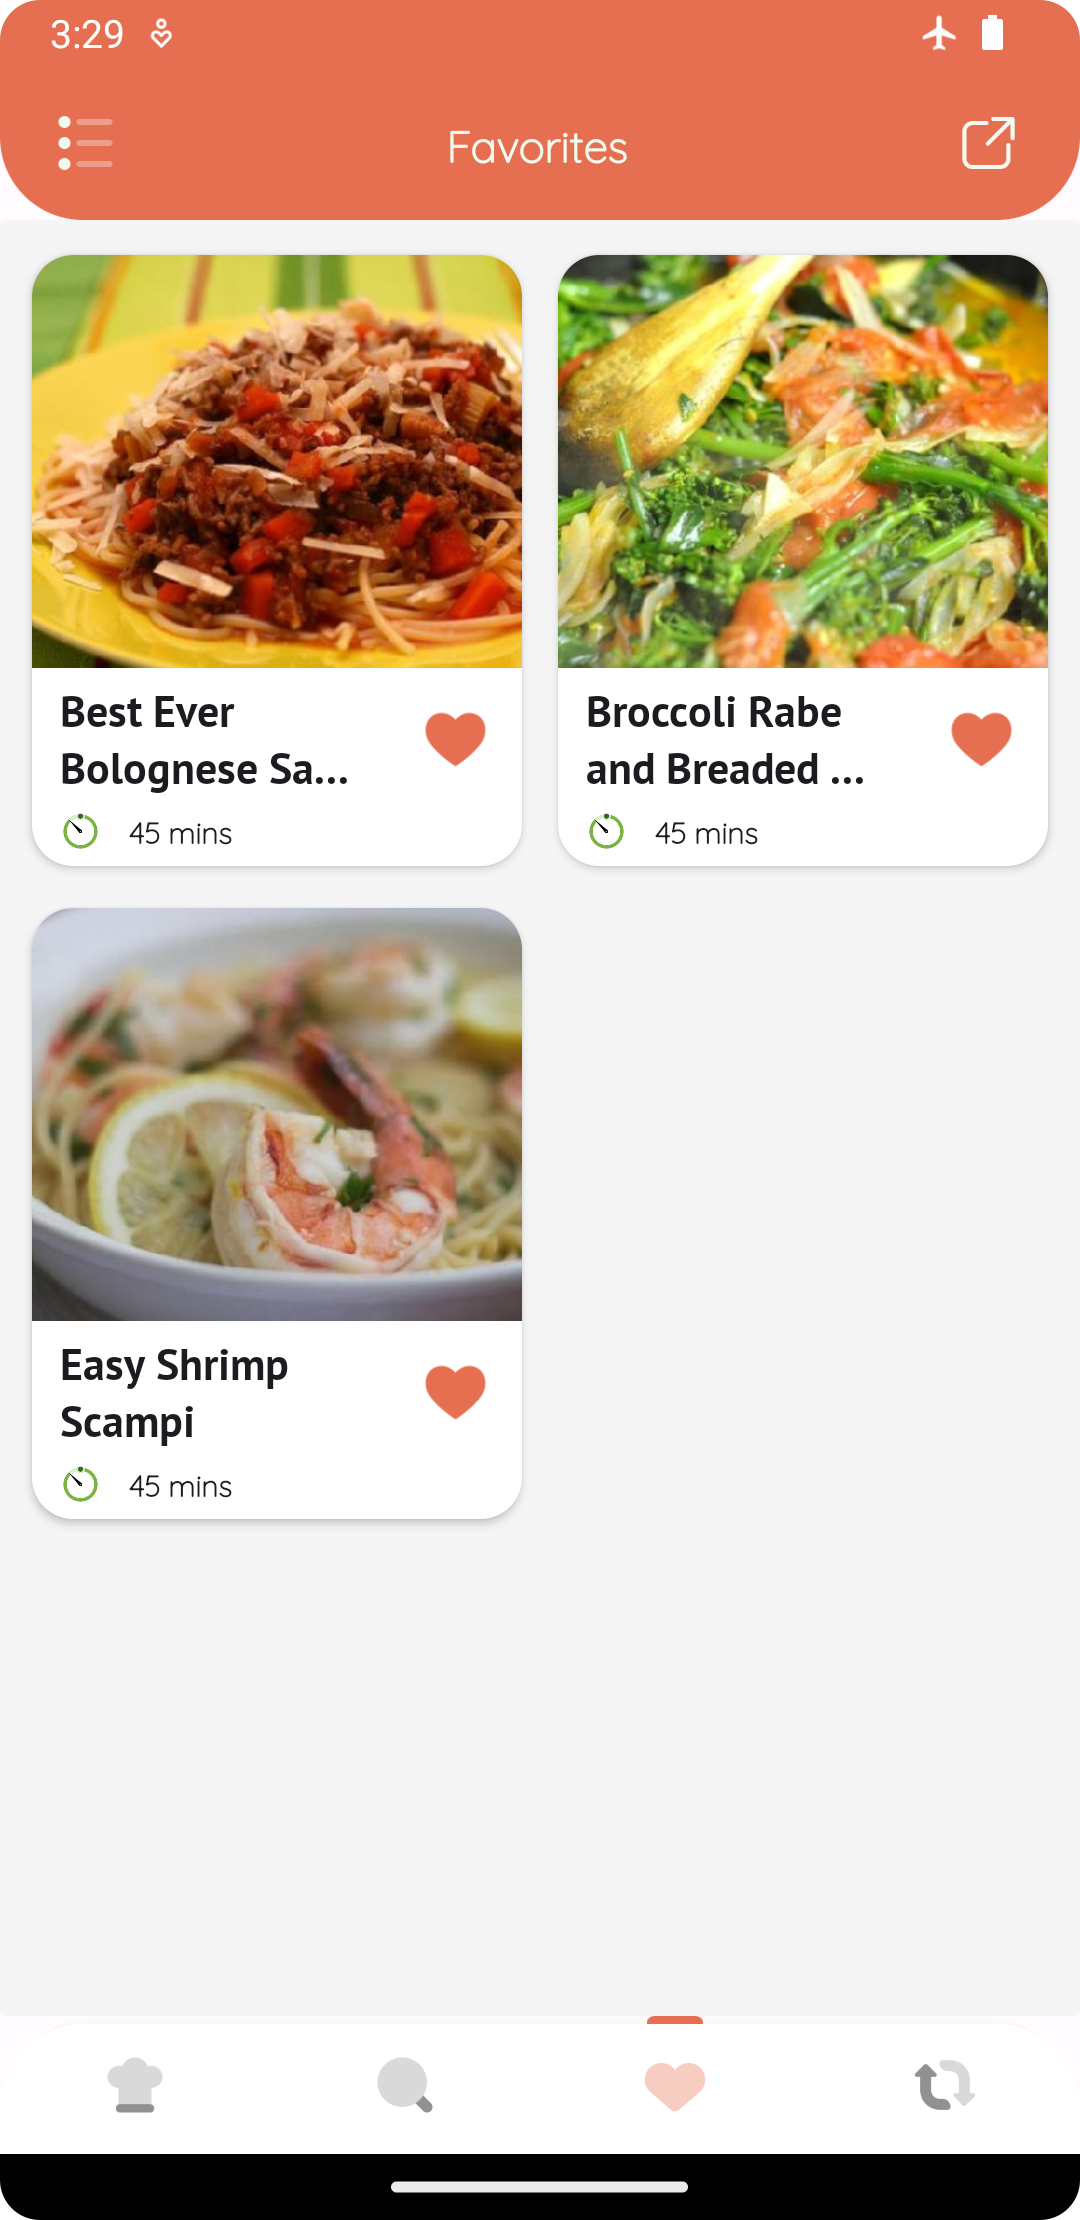 3:29
Favorites
Best Ever
Bolognese Sa...
45 mins
Broccoli Rabe
and Breaded ...
45 mins
Easy Shrimp
Scampi
45 mins